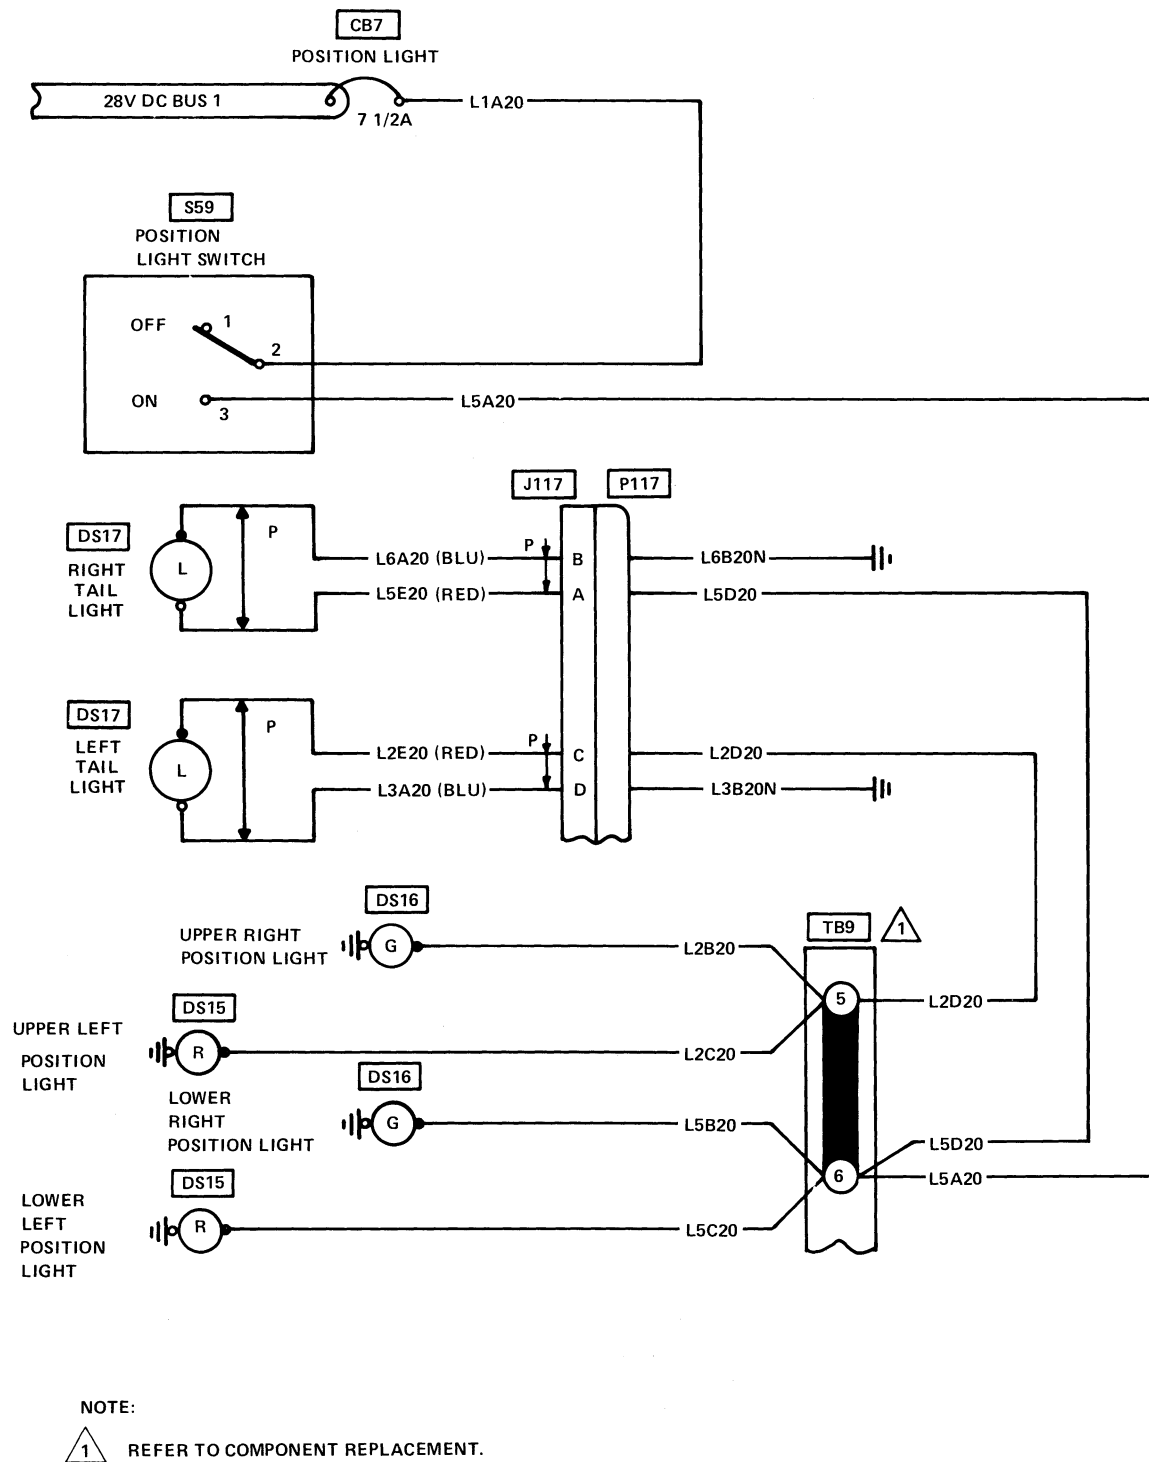 CB7
POSITION LIGHT
28V DC BUS 1
L1A20
7 1/2A
S59
POSITION
LIGHT SWITCH
OFF
1
2
ON
3
L5A20
J117
P117
DS17
RIGHT
TAIL
LIGHT
L
P
L6A20 (BLU)
P
B
L6B20N
L5E20 (RED)
A
L5D20
DS17
LEFT
TAIL
LIGHT
L
P
L2E20 (RED)
P
C
L2D20
L3A20 (BLU)
D
L3B20N
DS16
UPPER RIGHT
POSITION LIGHT
G
L2B20
TB9
1
DS15
UPPER LEFT
POSITION
LIGHT
R
L2C20
5
L2D20
DS16
LOWER
RIGHT
POSITION LIGHT
G
L5B20
L5D20
6
L5A20
DS15
LOWER
LEFT
POSITION
LIGHT
R
L5C20
NOTE:
1 REFER TO COMPONENT REPLACEMENT.